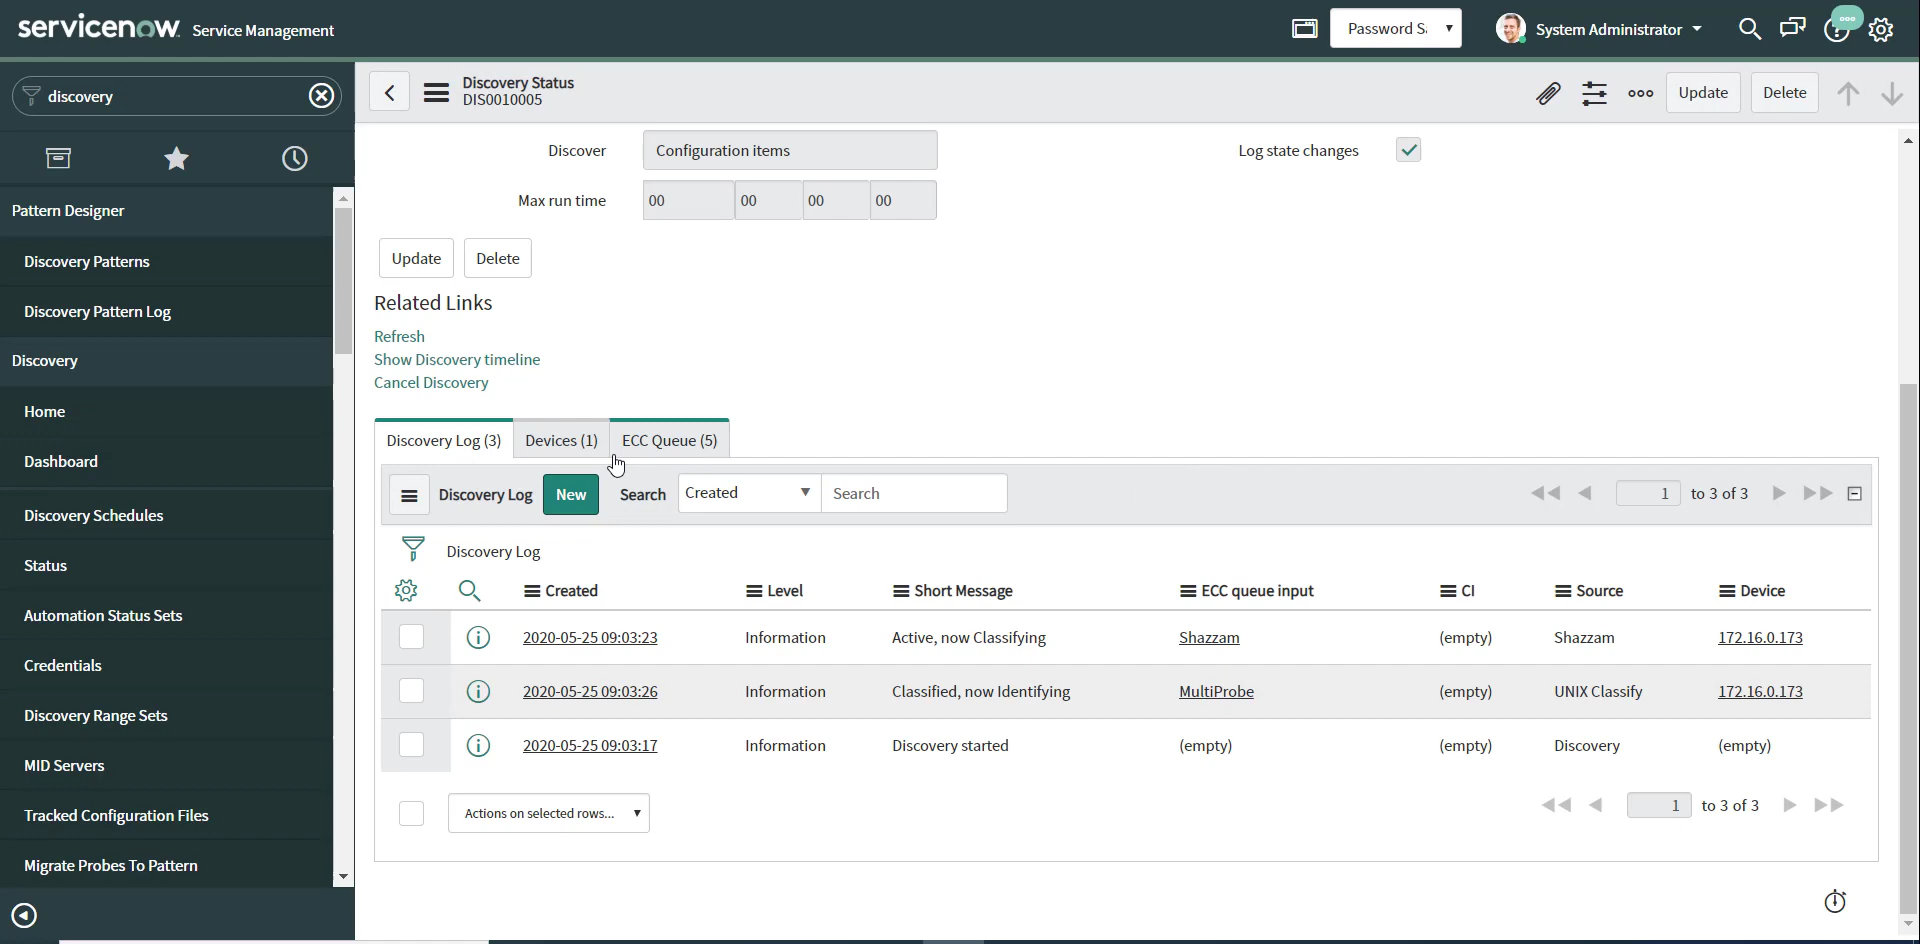 servicenow Service Management
Password Sa
System Administrator
discovery
Pattern Designer
Discovery Patterns
Discovery Pattern Log
Discovery
Home
Dashboard
Discovery Schedules
Status
Automation Status Sets
Credentials
Discovery Range Sets
MID Servers
Tracked Configuration Files
Migrate Probes To Pattern
Discovery Status
DIS0010005
Update
Delete
Discover
Configuration items
Log state changes
Max run time
00 00 00 00
Update Delete
Related Links
Refresh
Show Discovery timeline
Cancel Discovery
Discovery Log (3) Devices (1) ECC Queue (5)
Discovery Log New Search Created Search 1 to 3 of 3
Discovery Log
Created Level Short Message ECC queue input CI Source Device
2020-05-25 09:03:23 Information Active, now Classifying Shazzam (empty) Shazzam 172.16.0.173
2020-05-25 09:03:26 Information Classified, now Identifying MultiProbe (empty) UNIX Classify 172.16.0.173
2020-05-25 09:03:17 Information Discovery started (empty) (empty) Discovery (empty)
Actions on selected rows... 1 to 3 of 3